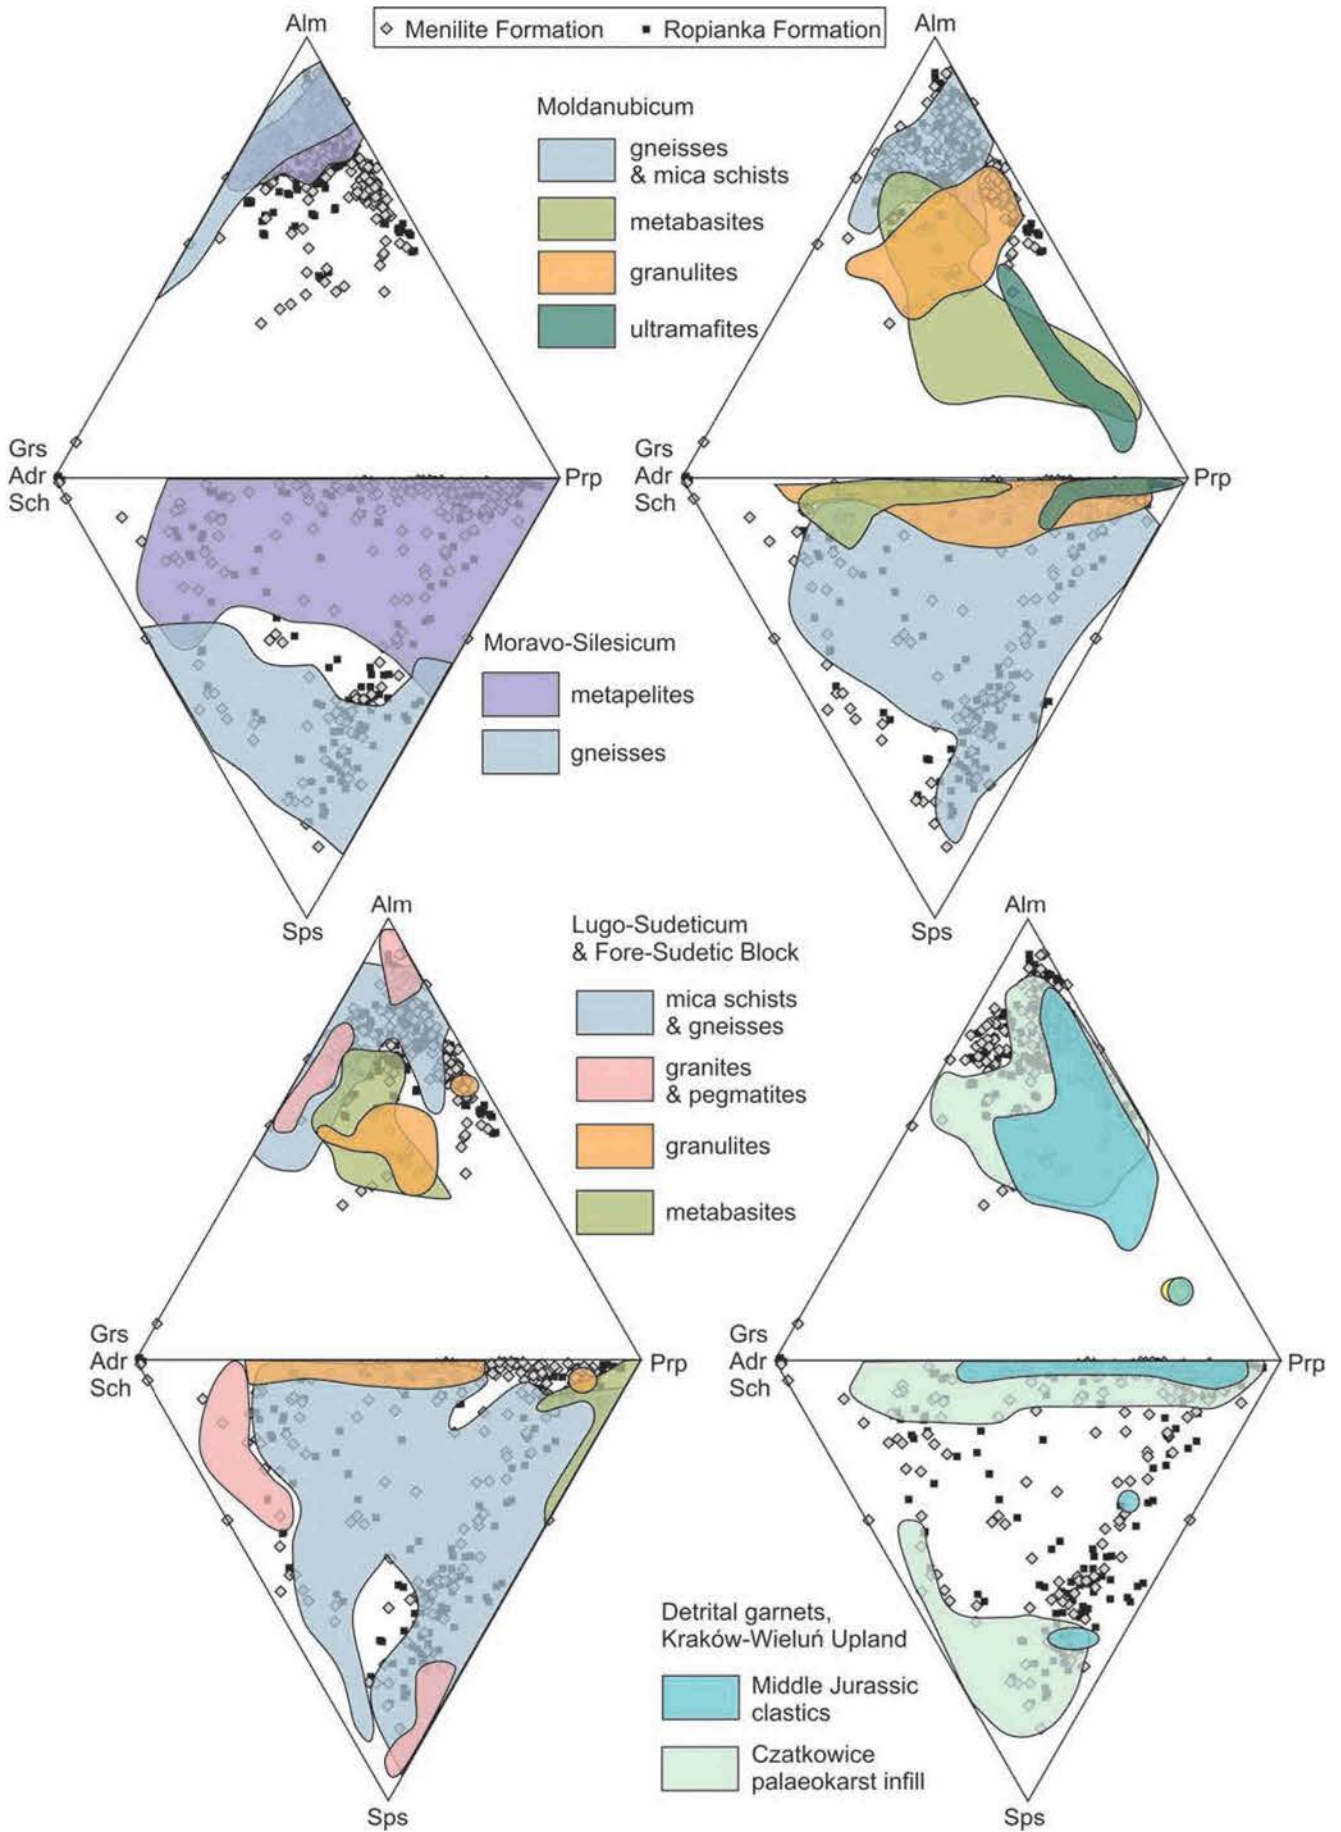 Alm
Menilite Formation
Ropianka Formation
Alm
Moldanubicum
gneisses
& mica schists
metabasites
granulites
ultramafites
Grs
Adr
Sch
Prp
Grs
Adr
Sch
Prp
Moravo-Silesicum
metapelites
gneisses
Sps
Sps
Alm
Lugo-Sudeticum
& Fore-Sudetic Block
mica schists
& gneisses
granites
& pegmatites
granulites
metabasites
Alm
Grs
Adr
Sch
Prp
Grs
Adr
Sch
Prp
Detrital garnets,
Kraków-Wieluń Upland
Middle Jurassic
clastics
Czatkowice
palaeokarst infill
Sps
Sps